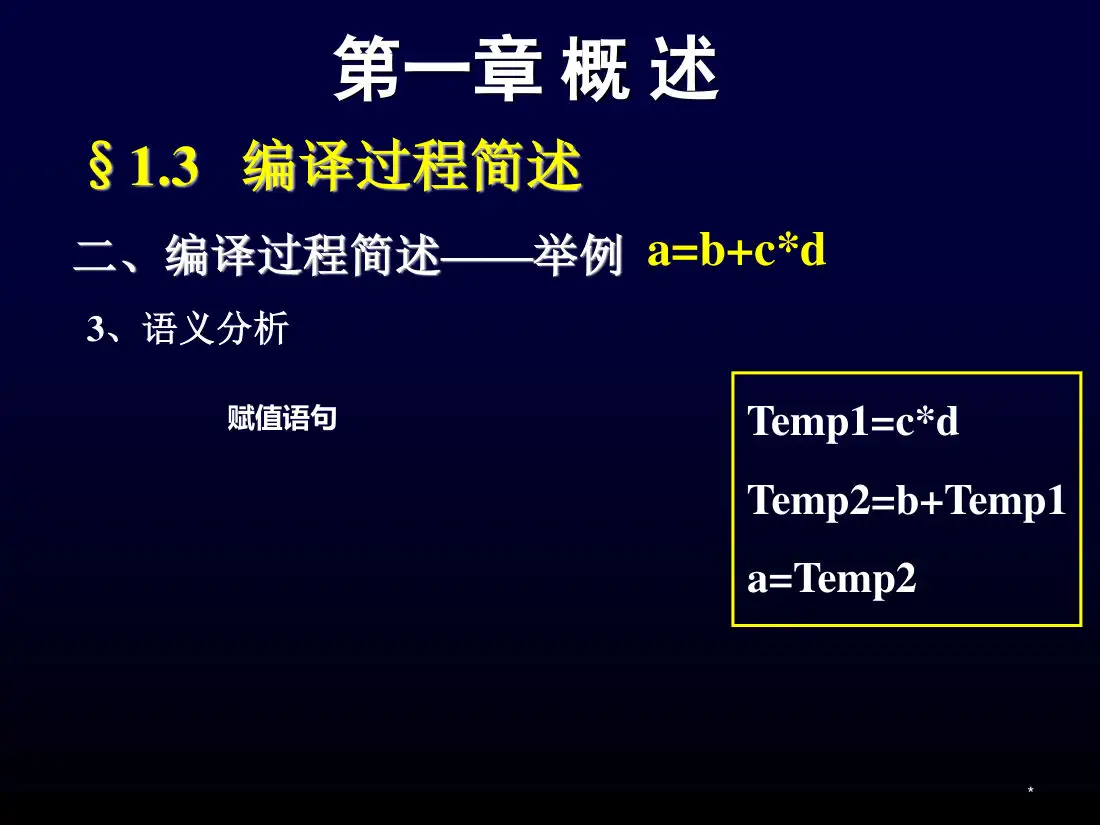 第一章 概 述
§1.3 编译过程简述
二、编译过程简述——举例 a=b+c*d
3、语义分析
赋值语句
Temp1=c*d
Temp2=b+Temp1
a=Temp2
*